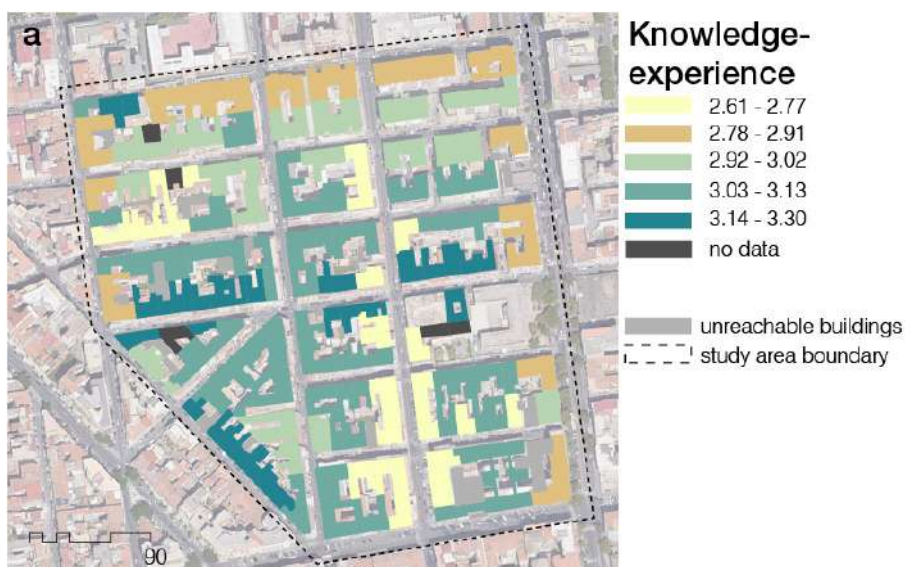 a
Knowledge-
experience
2.61 - 2.77
2.78 - 2.91
2.92 - 3.02
3.03 - 3.13
3.14 - 3.30
no data
unreachable buildings
study area boundary
90